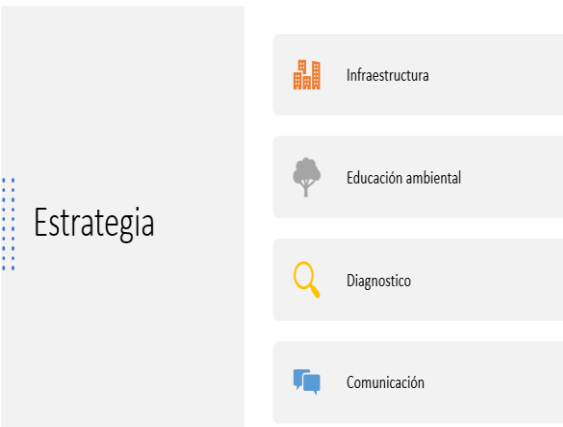 Estrategia
Infraestructura
Educación ambiental
Diagnostico
Comunicación